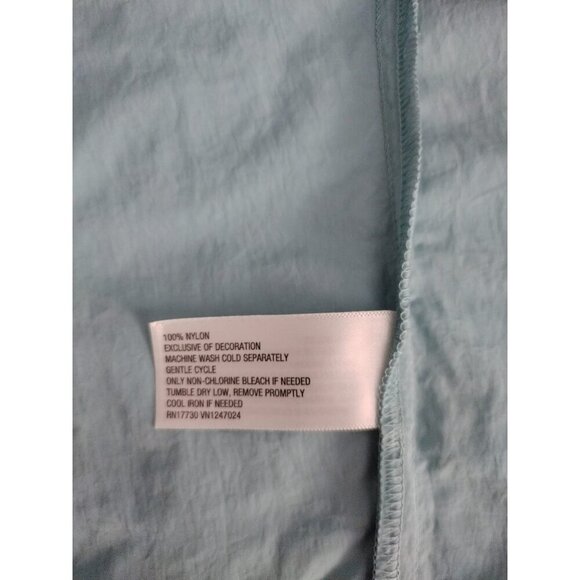 100% NYLON
EXCLUSIVE OF DECORATION
MACHINE WASH COLD SEPARATELY
GENTLE CYCLE
ONLY NON-CHLORINE BLEACH IF NEEDED
TUMBLE DRY LOW, REMOVE PROMPTLY
COOL IRON IF NEEDED
RN17730 VN1247024